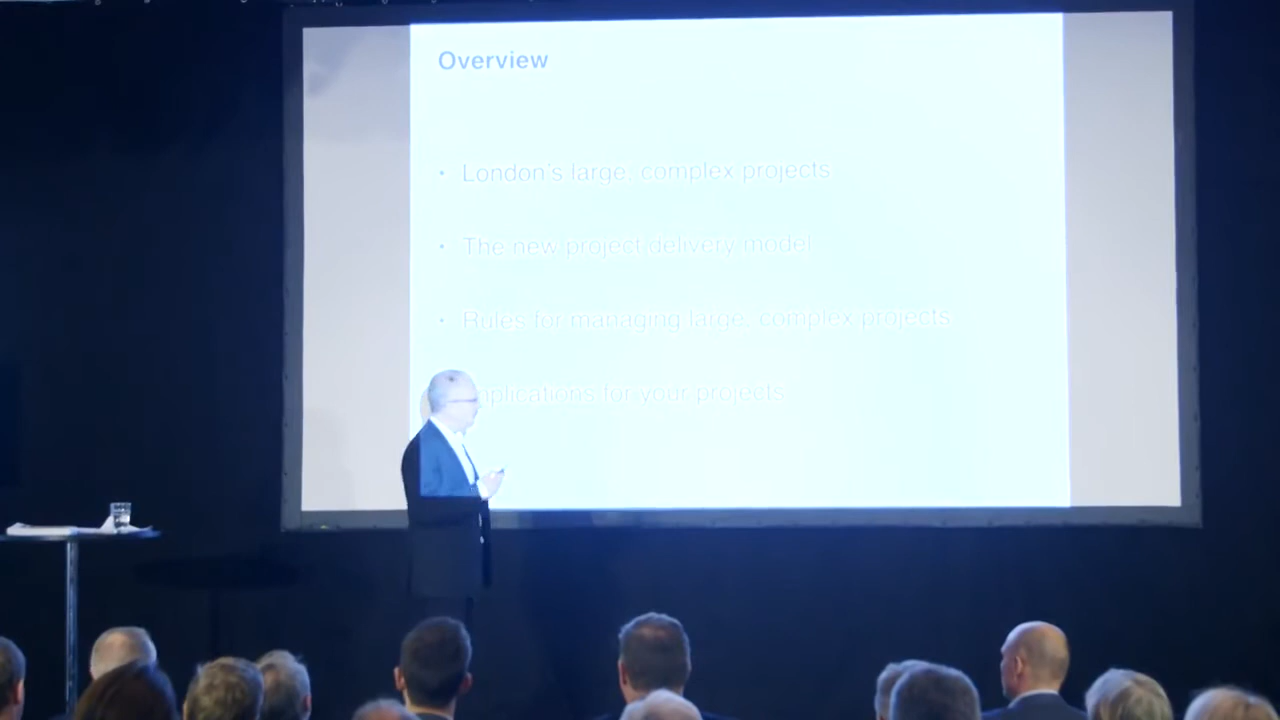 Overview
• London's large, complex projects
• The new project delivery model
• Rules for managing large, complex projects
mplications for your projects